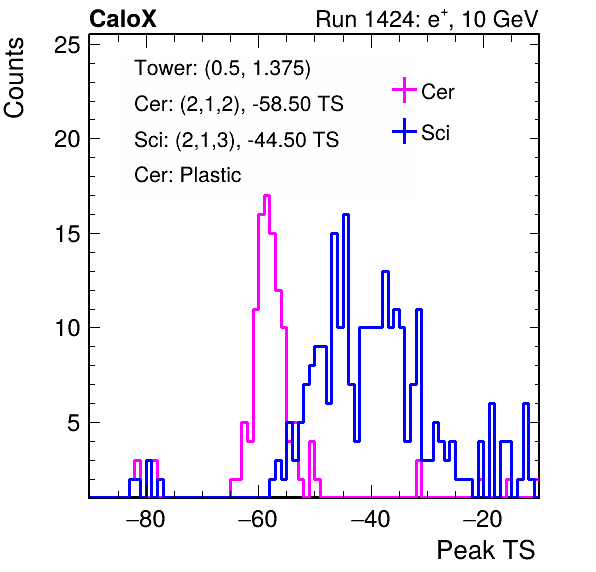 CaloX Run 1424: e⁺, 10 GeV
Counts
25
20
15
10
5
Tower: (0.5, 1.375)
Cer: (2,1,2), -58.50 TS
Sci: (2,1,3), -44.50 TS
Cer: Plastic
Cer
Sci
−80 −60 −40 −20
Peak TS